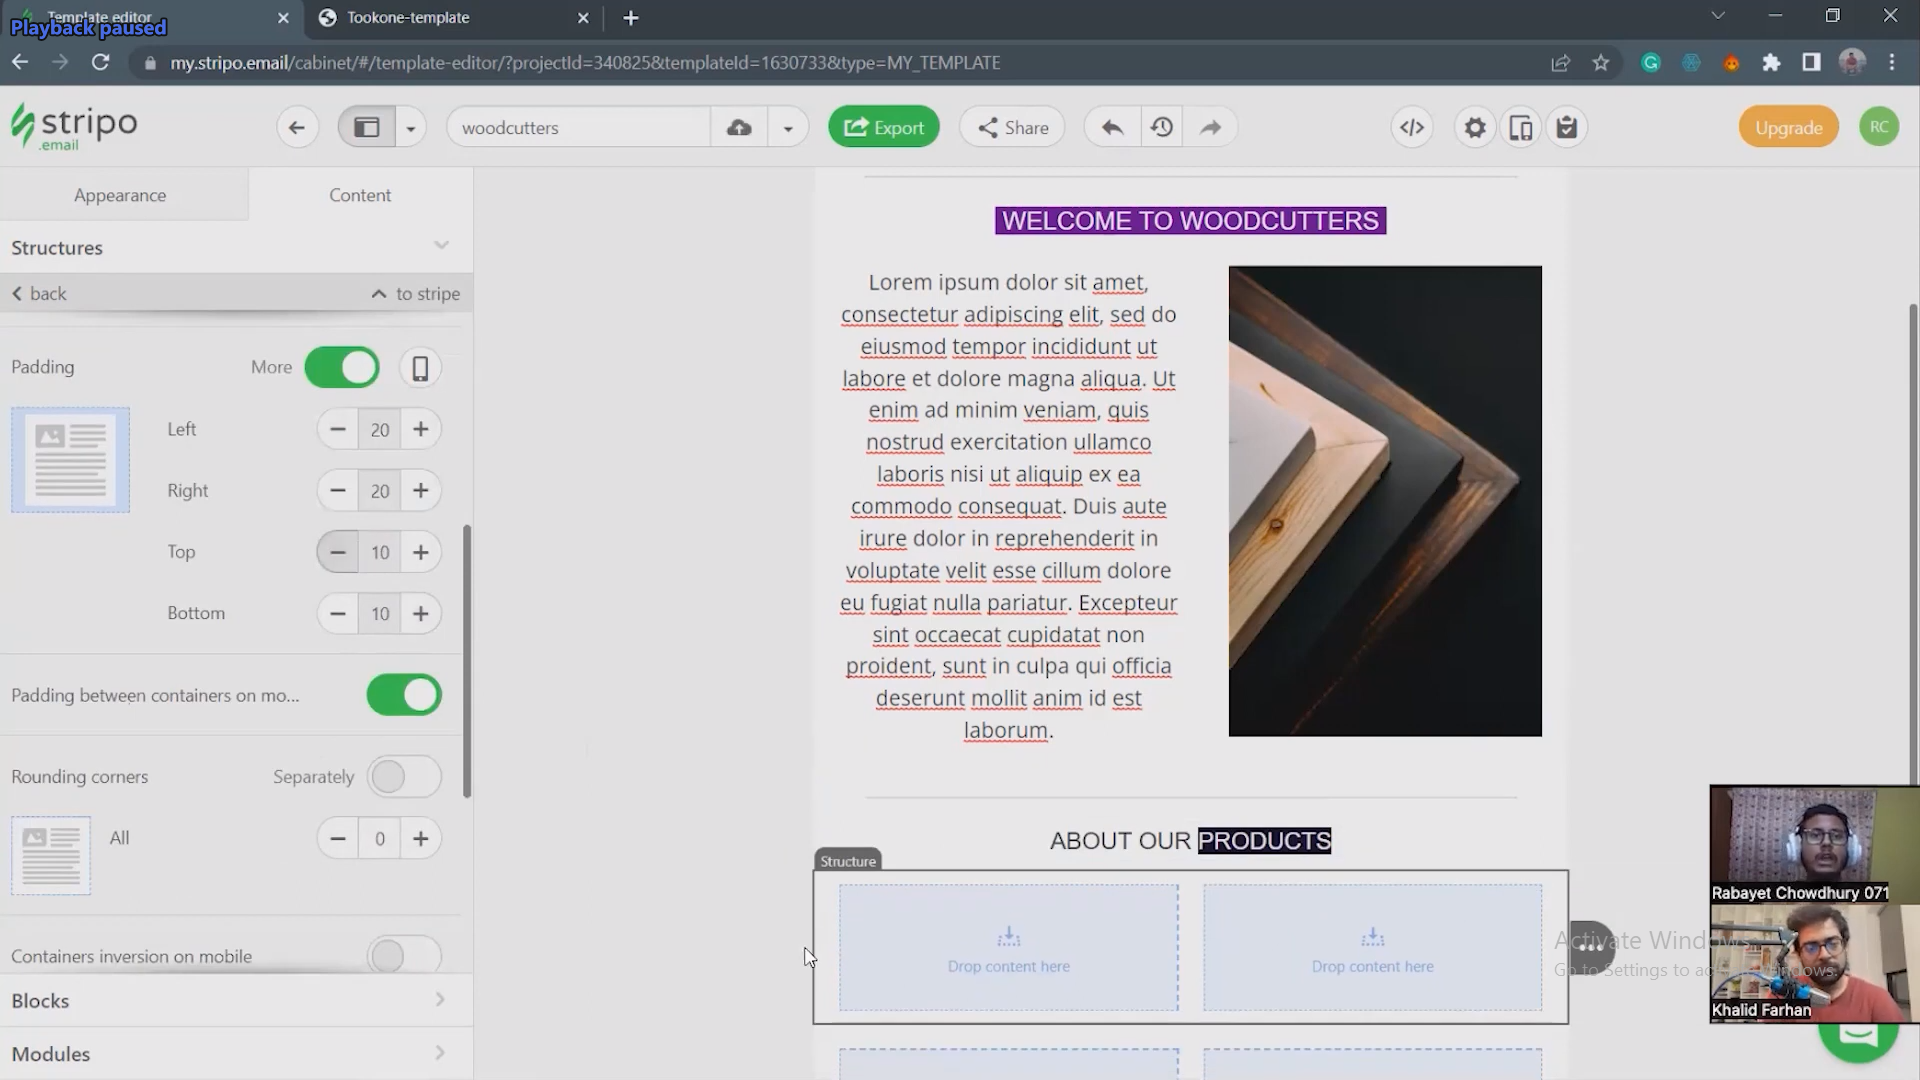 Template editor
Playback paused
Tookone-template
my.stripo.email/cabinet/#/template-editor/?projectId=340825&templateId=1630733&type=MY_TEMPLATE
stripo
.email
woodcutters
Export
Share
Upgrade
RC
Appearance
Content
Structures
back
to stripe
Padding
More
Left
20
Right
20
Top
10
Bottom
10
Padding between containers on mo...
Rounding corners
Separately
All
0
Containers inversion on mobile
Blocks
Modules
WELCOME TO WOODCUTTERS
Lorem ipsum dolor sit amet,
consectetur adipiscing elit, sed do
eiusmod tempor incididunt ut
labore et dolore magna aliqua. Ut
enim ad minim veniam, quis
nostrud exercitation ullamco
laboris nisi ut aliquip ex ea
commodo consequat. Duis aute
irure dolor in reprehenderit in
voluptate velit esse cillum dolore
eu fugiat nulla pariatur. Excepteur
sint occaecat cupidatat non
proident, sunt in culpa qui officia
deserunt mollit anim id est
laborum.
ABOUT OUR PRODUCTS
Structure
Drop content here
Drop content here
Rabayet Chowdhury 071
Activate Windows
Go to Settings to activate Windows.
Khalid Farhan